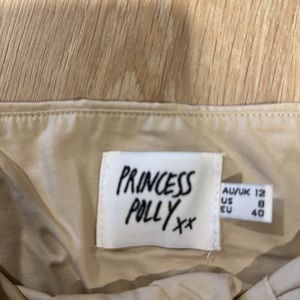 PRINCESS
POLLY xx
AU/UK 12
US 8
EU 40